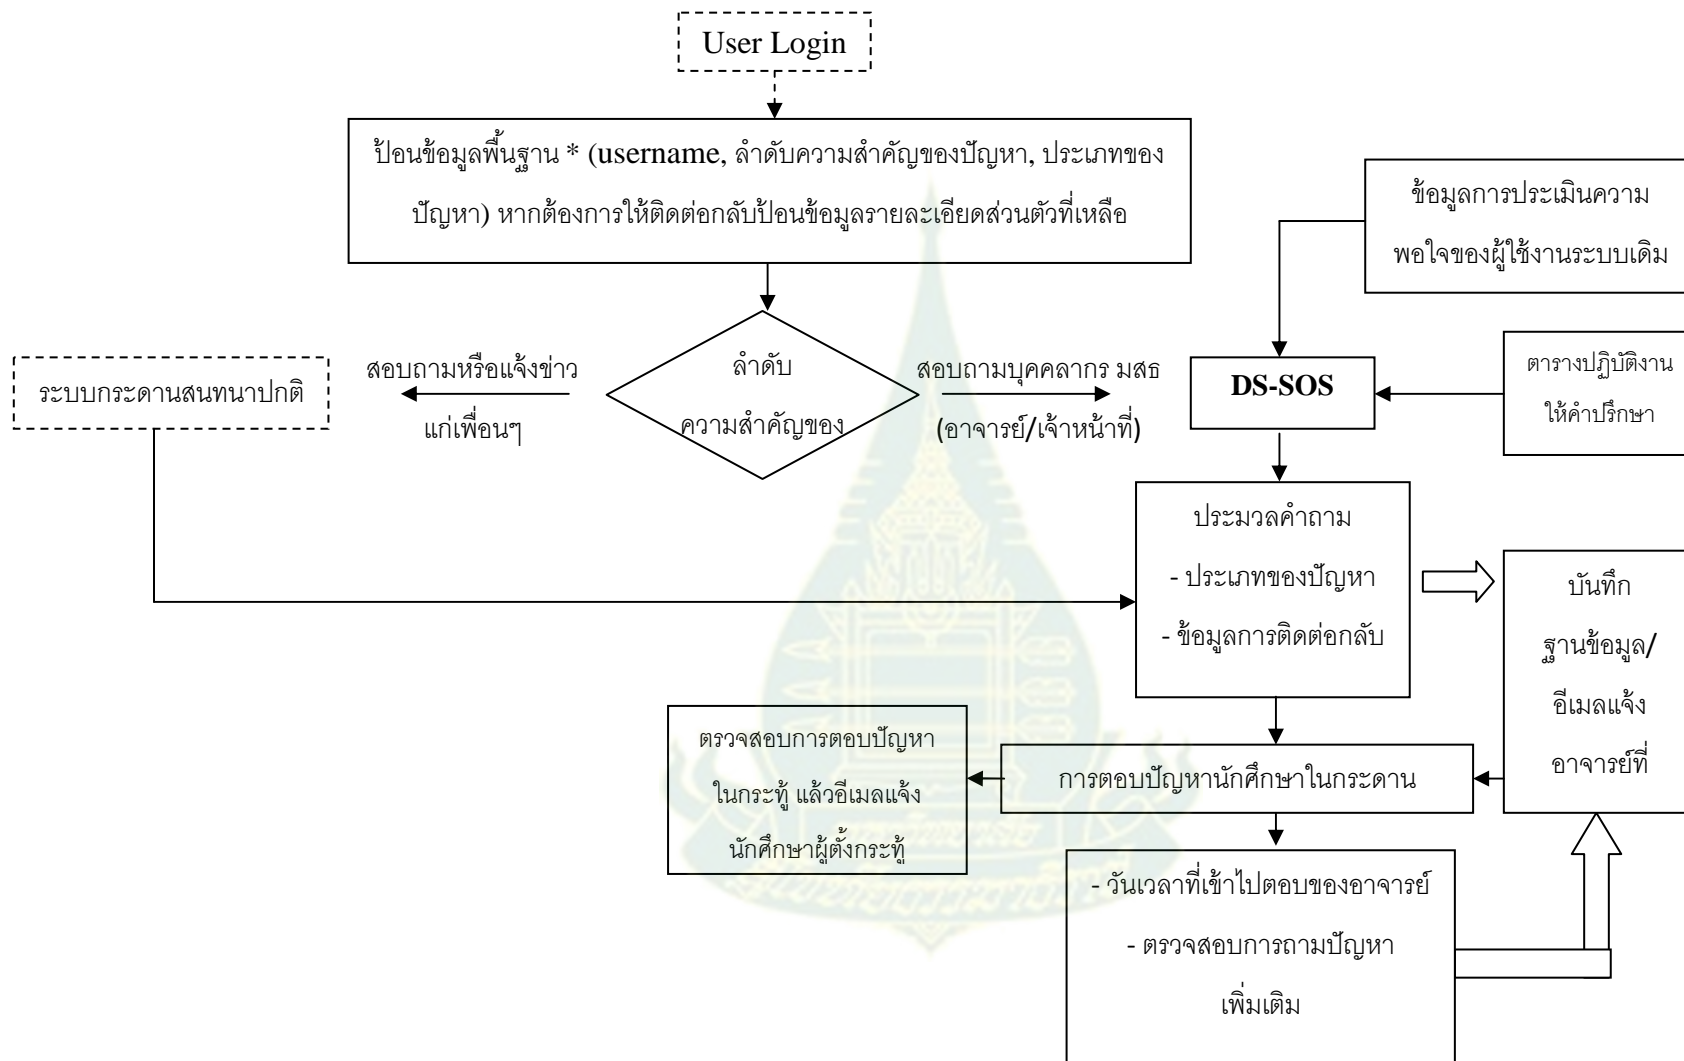 User Login
ป้อนข้อมูลพื้นฐาน * (username, ลำดับความสำคัญของปัญหา, ประเภทของ
ปัญหา) หากต้องการให้ติดต่อกลับป้อนข้อมูลรายละเอียดส่วนตัวที่เหลือ
ข้อมูลการประเมินความ
พอใจของผู้ใช้งานระบบเดิม
ระบบกระดานสนทนาปกติ
สอบถามหรือแจ้งข่าว
แก่เพื่อนๆ
ลำดับ
ความสำคัญของ
สอบถามบุคคลากร มสธ
(อาจารย์/เจ้าหน้าที่)
DS-SOS
ตารางปฏิบัติงาน
ให้คำปรึกษา
ประมวลคำถาม
- ประเภทของปัญหา
- ข้อมูลการติดต่อกลับ
บันทึก
ฐานข้อมูล/
อีเมลแจ้ง
อาจารย์ที่
ตรวจสอบการตอบปัญหา
ในกระทู้ แล้วอีเมลแจ้ง
นักศึกษาผู้ตั้งกระทู้
การตอบปัญหานักศึกษาในกระดาน
- วันเวลาที่เข้าไปตอบของอาจารย์
- ตรวจสอบการถามปัญหา
เพิ่มเติม